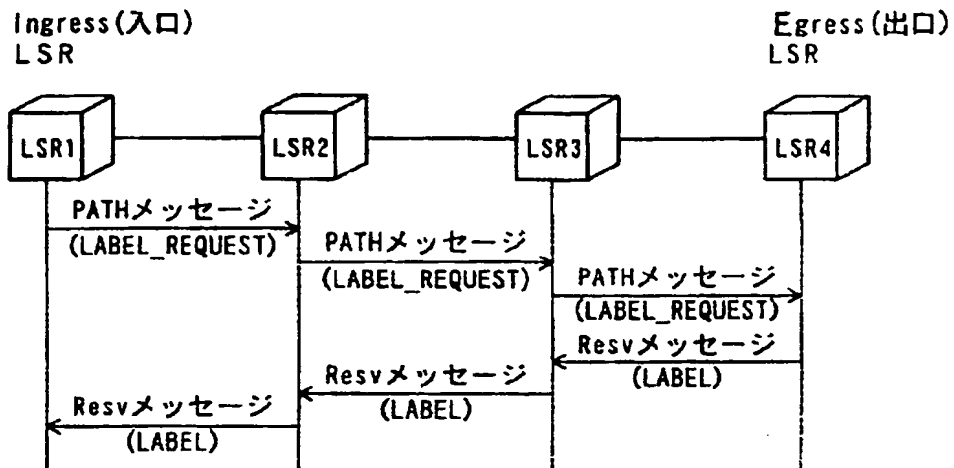 Ingress(入口)
LSR
Egress(出口)
LSR
LSR1
LSR2
LSR3
LSR4
PATHメッセージ
(LABEL_REQUEST)
PATHメッセージ
(LABEL_REQUEST)
PATHメッセージ
(LABEL_REQUEST)
Resvメッセージ
(LABEL)
Resvメッセージ
(LABEL)
Resvメッセージ
(LABEL)